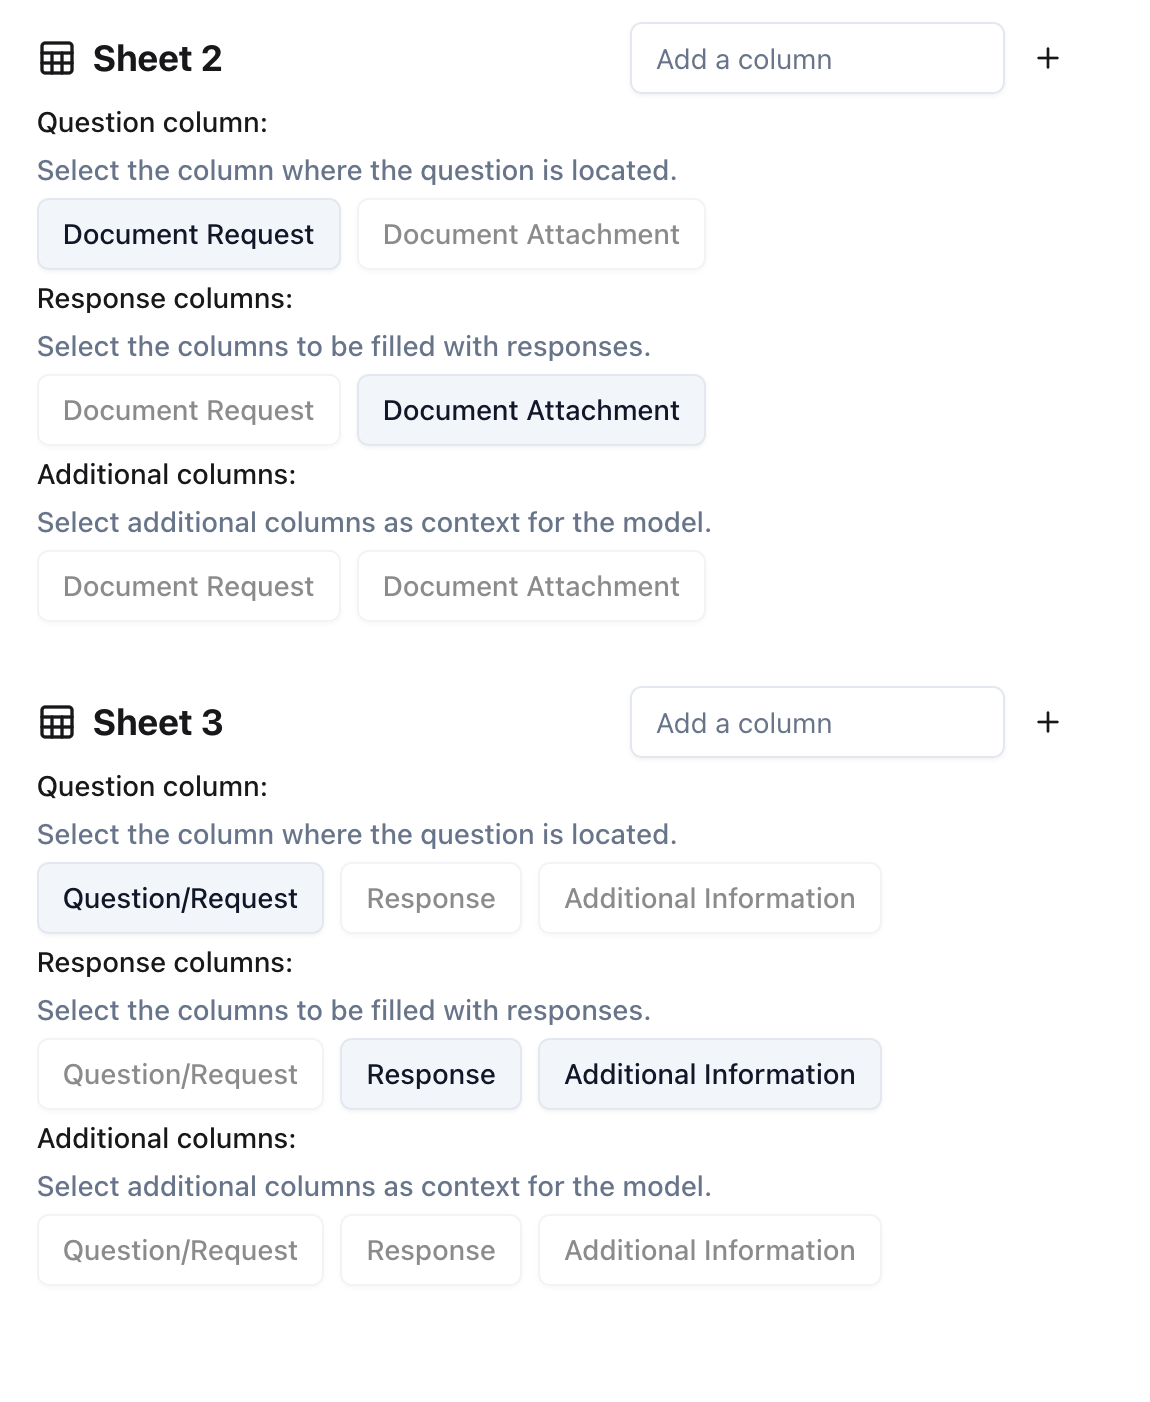 Sheet 2
Add a column
Question column:
Select the column where the question is located.
Document Request Document Attachment
Response columns:
Select the columns to be filled with responses.
Document Request Document Attachment
Additional columns:
Select additional columns as context for the model.
Document Request Document Attachment
Sheet 3
Add a column
Question column:
Select the column where the question is located.
Question/Request Response Additional Information
Response columns:
Select the columns to be filled with responses.
Question/Request Response Additional Information
Additional columns:
Select additional columns as context for the model.
Question/Request Response Additional Information